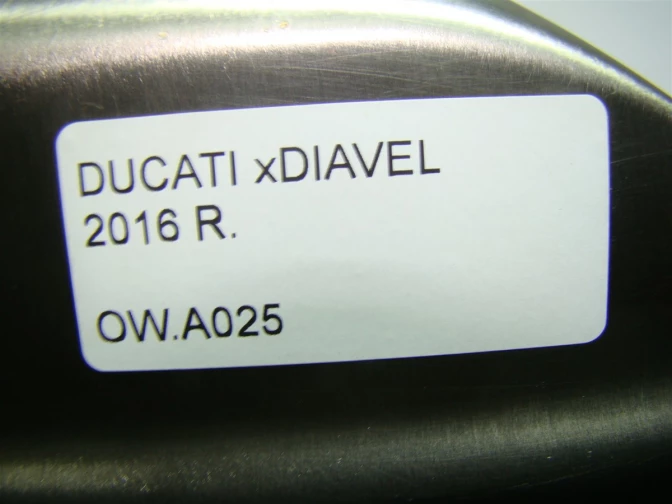 DUCATI xDIAVEL
2016 R.
OW.A025